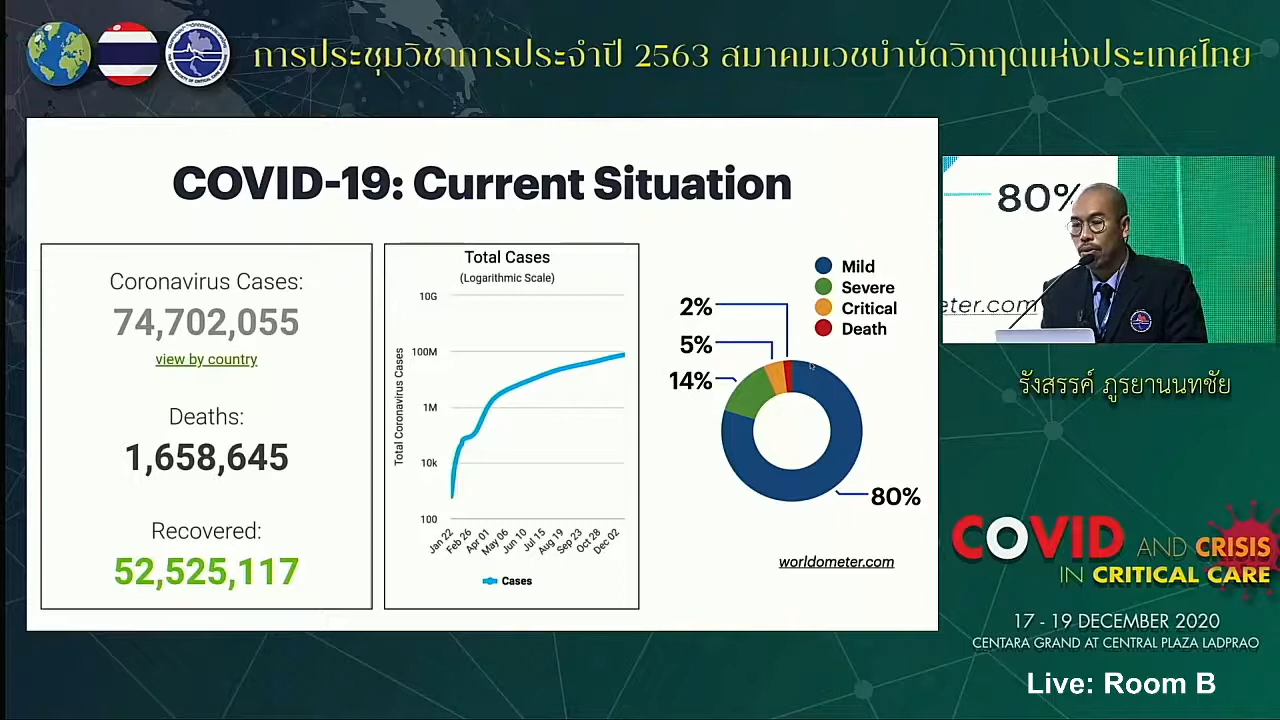 การประชุมวิชาการประจำปี 2563 สมาคมเวชบำบัดวิกฤตแห่งประเทศไทย
COVID-19: Current Situation
Coronavirus Cases:
74,702,055
view by country
Deaths:
1,658,645
Recovered:
52,525,117
Total Cases
(Logarithmic Scale)
Total Coronavirus Cases
10G
100M
1M
10k
100
Jan 22
Feb 26
Apr 01
May 06
Jun 10
Jul 15
Aug 19
Sep 23
Oct 28
Dec 02
Cases
Mild
Severe
Critical
Death
2%
5%
14%
80%
worldometer.com
80%
eter.com
รังสรรค์ ภูรยานนทชัย
COVID AND CRISIS
IN CRITICAL CARE
17 - 19 DECEMBER 2020
CENTARA GRAND AT CENTRAL PLAZA LADPRAO
Live: Room B